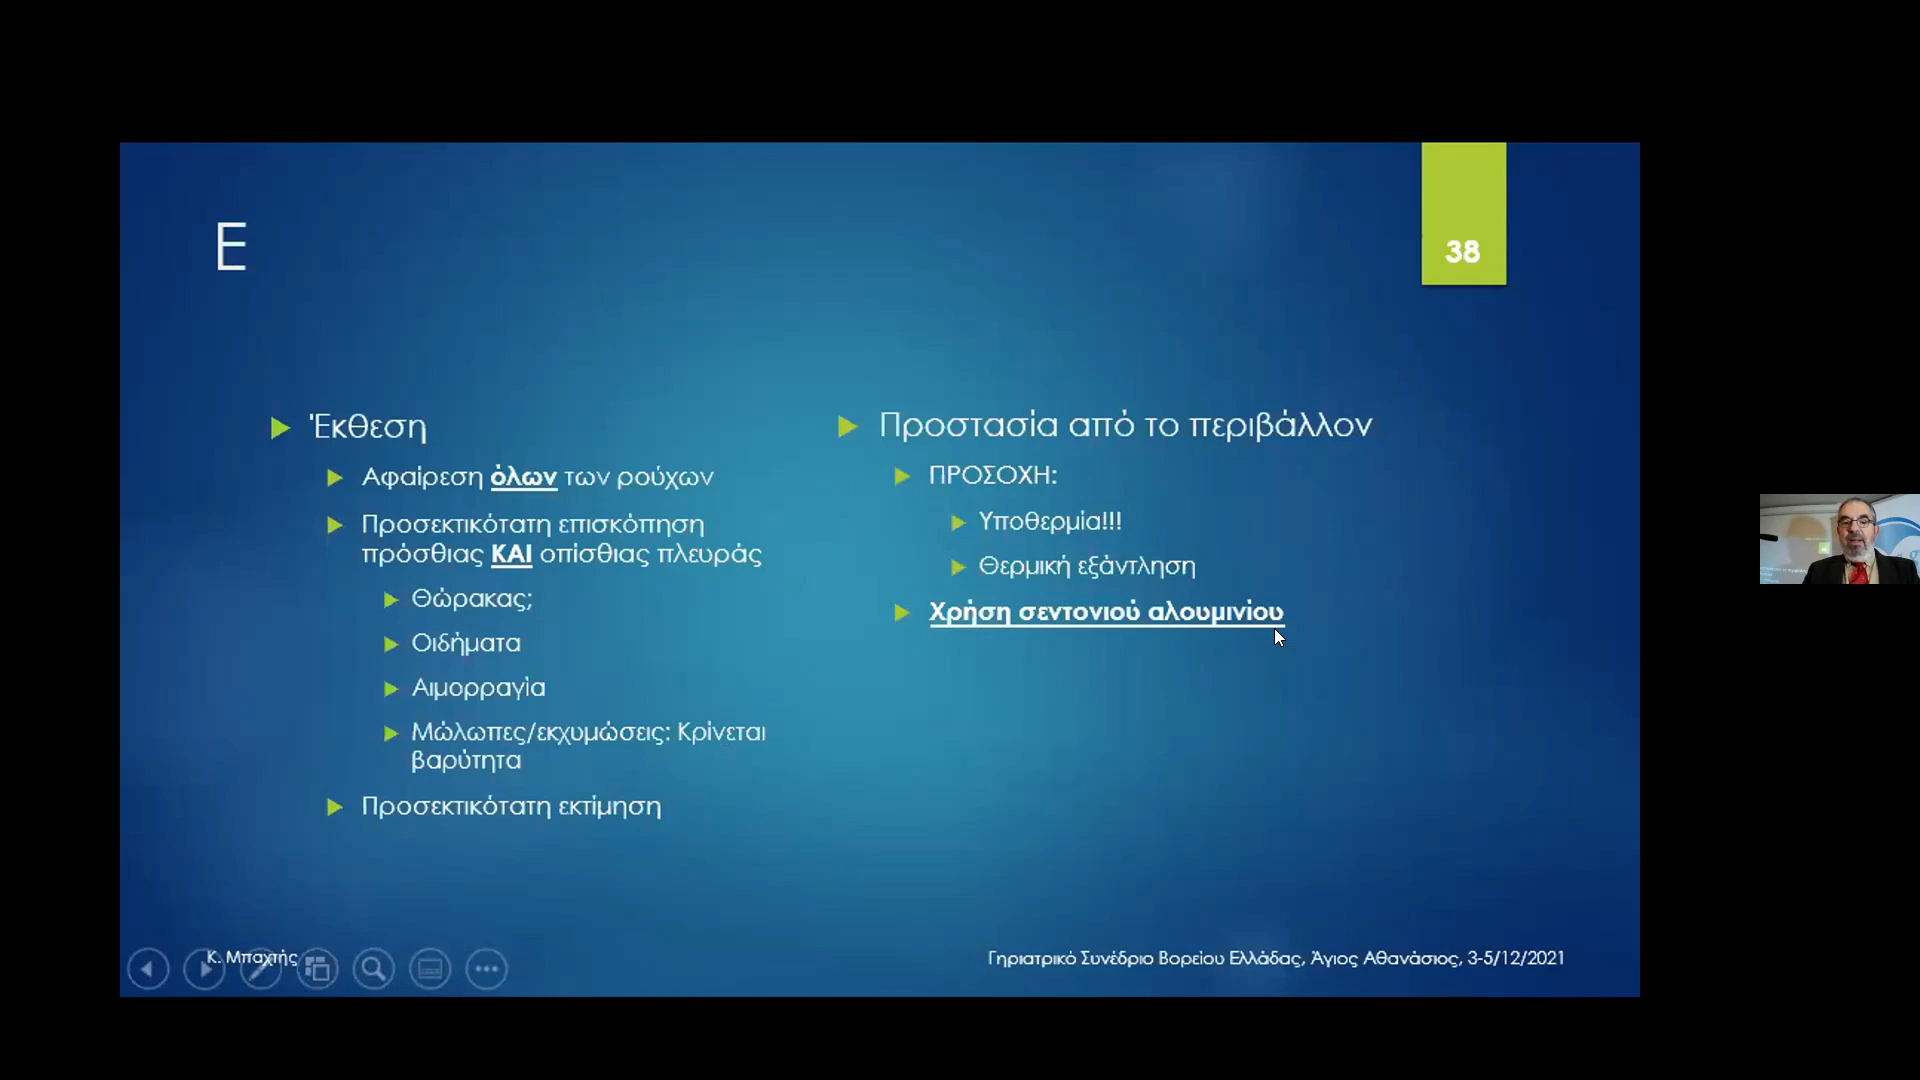 E
38
Έκθεση
Αφαίρεση όλων των ρούχων
Προσεκτικότατη επισκόπηση
πρόσθιας ΚΑΙ οπίσθιας πλευράς
Θώρακας;
Οιδήματα
Αιμορραγία
Μώλωπες/εκχυμώσεις: Κρίνεται
βαρύτητα
Προσεκτικότατη εκτίμηση
Προστασία από το περιβάλλον
ΠΡΟΣΟΧΗ:
Υποθερμία!!!
Θερμική εξάντληση
Χρήση σεντονιού αλουμινίου
Κ. Μπαχτής
Γηριατρικό Συνέδριο Βορείου Ελλάδας, Άγιος Αθανάσιος, 3-5/12/2021